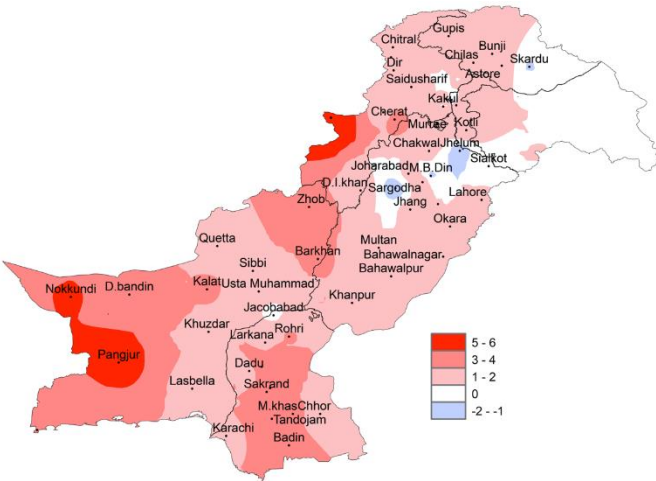 Gupis
Chitral
Bunji
Chilas
Skardu
Dir
Astore
Saidusharif
Kakul
Cherat
Murree
Kotli
Chakwal
Jhelum
Sialkot
Joharabad
M.B.Din
D.I.khan
Sargodha
Lahore
Zhob
Jhang
Okara
Quetta
Multan
Barkhan
Bahawalnagar
Sibbi
Bahawalpur
Nokkundi
D.bandin
Kalat
Usta Muhammad
Khanpur
Jacobabad
Khuzdar
Larkana
Rohri
Pangjur
Dadu
Lasbella
Sakrand
M.khas
Chhor
Tandojam
Karachi
Badin
5 - 6
3 - 4
1 - 2
0
-2 - -1